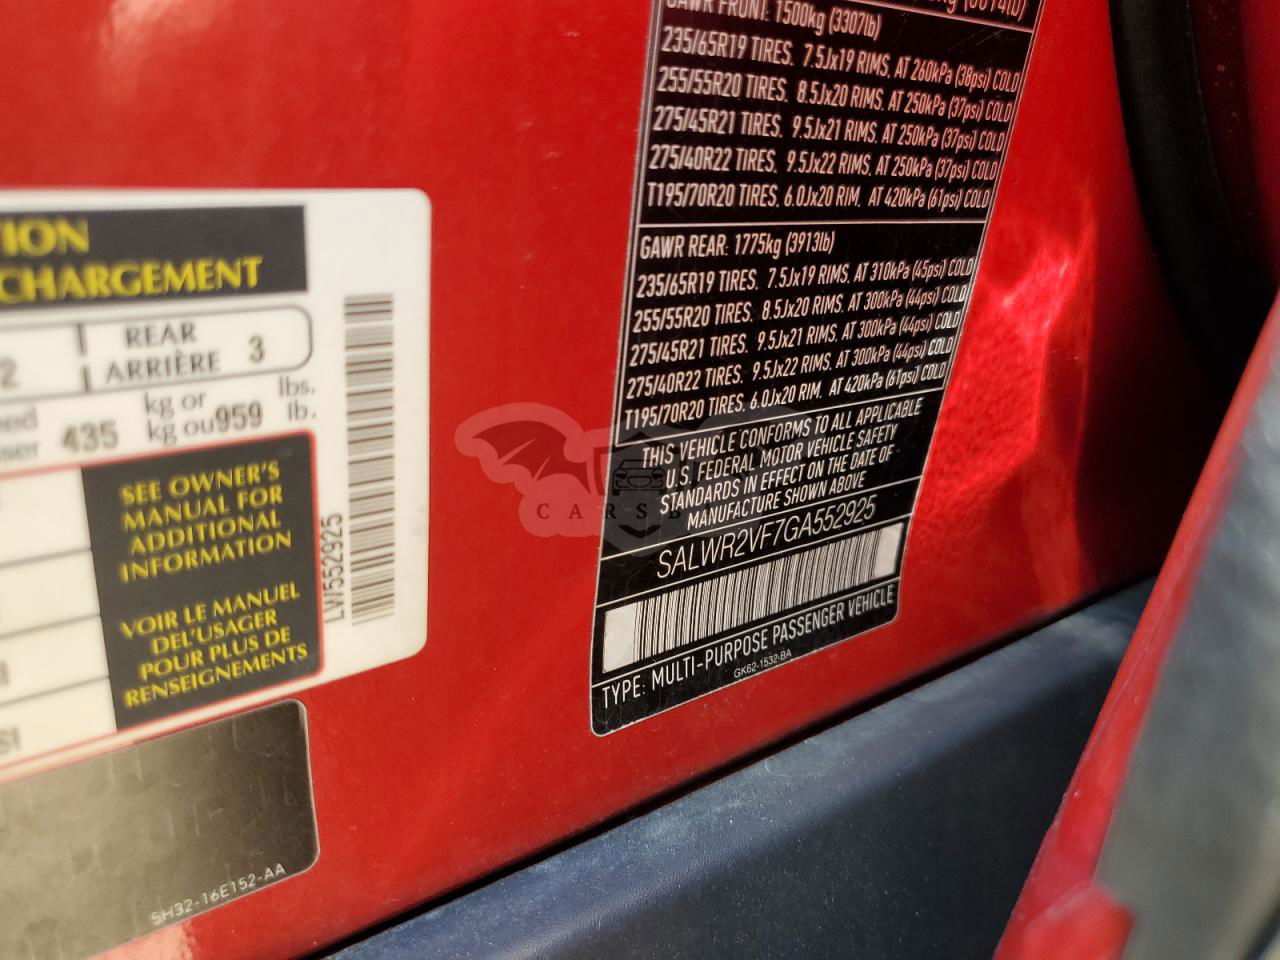 GAWR FRONT: 1500kg (3307lb)
235/65R19 TIRES, 7.5Jx19 RIMS, AT 260kPa (38psi) COLD
255/55R20 TIRES, 8.5Jx20 RIMS, AT 250kPa (37psi) COLD
275/45R21 TIRES, 9.5Jx21 RIMS, AT 250kPa (37psi) COLD
275/40R22 TIRES, 9.5Jx22 RIMS, AT 250kPa (37psi) COLD
T195/70R20 TIRES, 6.0Jx20 RIM, AT 420kPa (61psi) COLD
GAWR REAR: 1775kg (3913lb)
235/65R19 TIRES, 7.5Jx19 RIMS, AT 310kPa (45psi) COLD
255/55R20 TIRES, 8.5Jx20 RIMS, AT 300kPa (44psi) COLD
275/45R21 TIRES, 9.5Jx21 RIMS, AT 300kPa (44psi) COLD
275/40R22 TIRES, 9.5Jx22 RIMS, AT 300kPa (44psi) COLD
T195/70R20 TIRES, 6.0Jx20 RIM, AT 420kPa (61psi) COLD
THIS VEHICLE CONFORMS TO ALL APPLICABLE
U.S. FEDERAL MOTOR VEHICLE SAFETY
STANDARDS IN EFFECT ON THE DATE OF
MANUFACTURE SHOWN ABOVE
SALWR2VF7GA552925
TYPE: MULTI-PURPOSE PASSENGER VEHICLE
GK62-1532-BA
TION
CHARGEMENT
2
REAR
ARRIÈRE 3
435 kg or lbs.
kg ou 959 lb.
SEE OWNER'S
MANUAL FOR
ADDITIONAL
INFORMATION
VOIR LE MANUEL
DEL'USAGER
POUR PLUS DE
RENSEIGNEMENTS
LW552925
5H32-16E152-AA
CARS